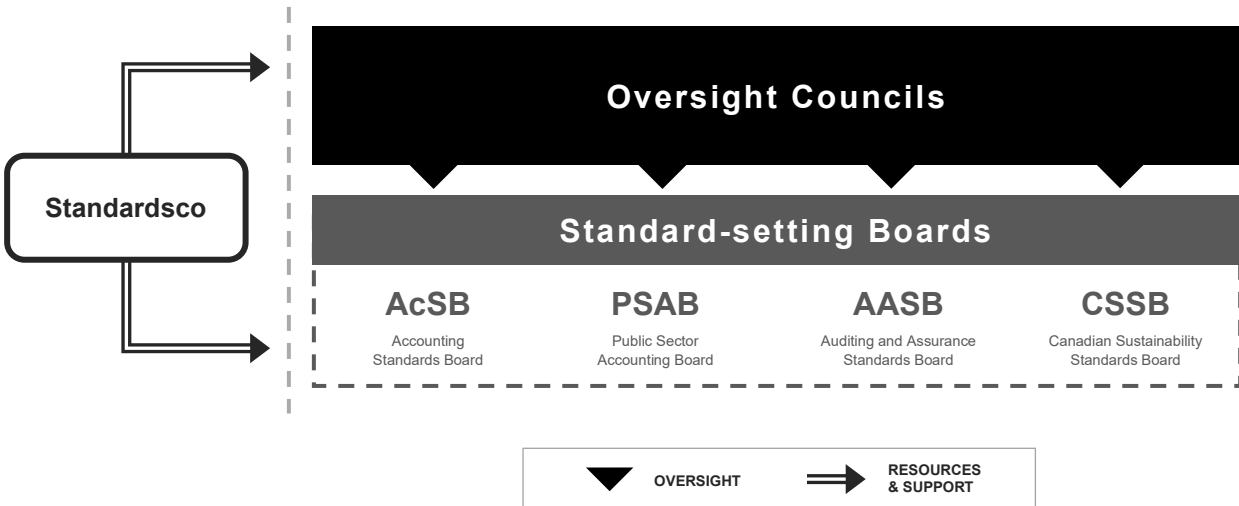 Oversight Councils
Standardsco
Standard-setting Boards
AcSB
Accounting
Standards Board
PSAB
Public Sector
Accounting Board
AASB
Auditing and Assurance
Standards Board
CSSB
Canadian Sustainability
Standards Board
OVERSIGHT
RESOURCES
& SUPPORT